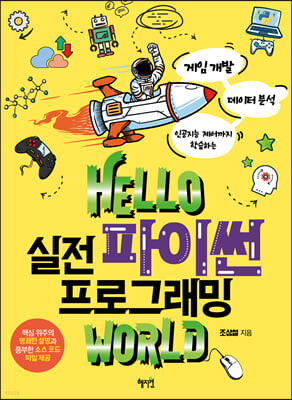 게임 개발
데이터 분석
인공지능 제어까지
학습하는
HELLO
실전 파이썬
프로그래밍
WORLD
핵심 위주의
명쾌한 설명과
풍부한 소스 코드
파일 제공
조상철 지음
혜지원